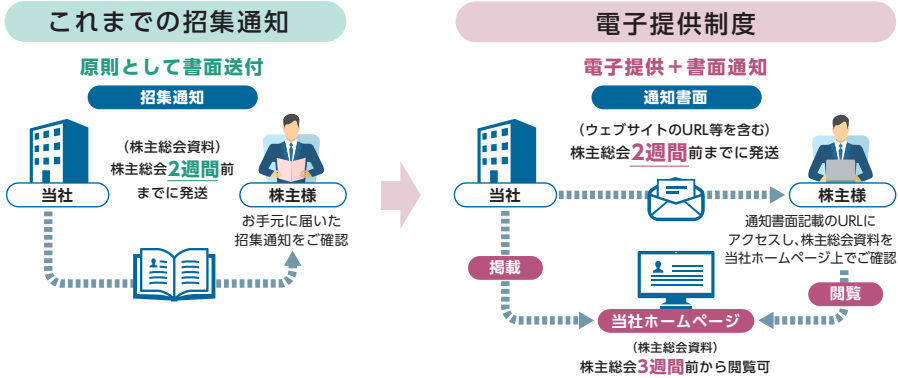 これまでの招集通知
原則として書面送付
招集通知
（株主総会資料）
株主総会2週間前
までに発送
当社
株主様
お手元に届いた
招集通知をご確認
電子提供制度
電子提供＋書面通知
通知書面
（ウェブサイトのURL等を含む）
株主総会2週間前までに発送
当社
株主様
通知書面記載のURLに
アクセスし、株主総会資料を
当社ホームページ上でご確認
掲載
閲覧
当社ホームページ
（株主総会資料）
株主総会3週間前から閲覧可